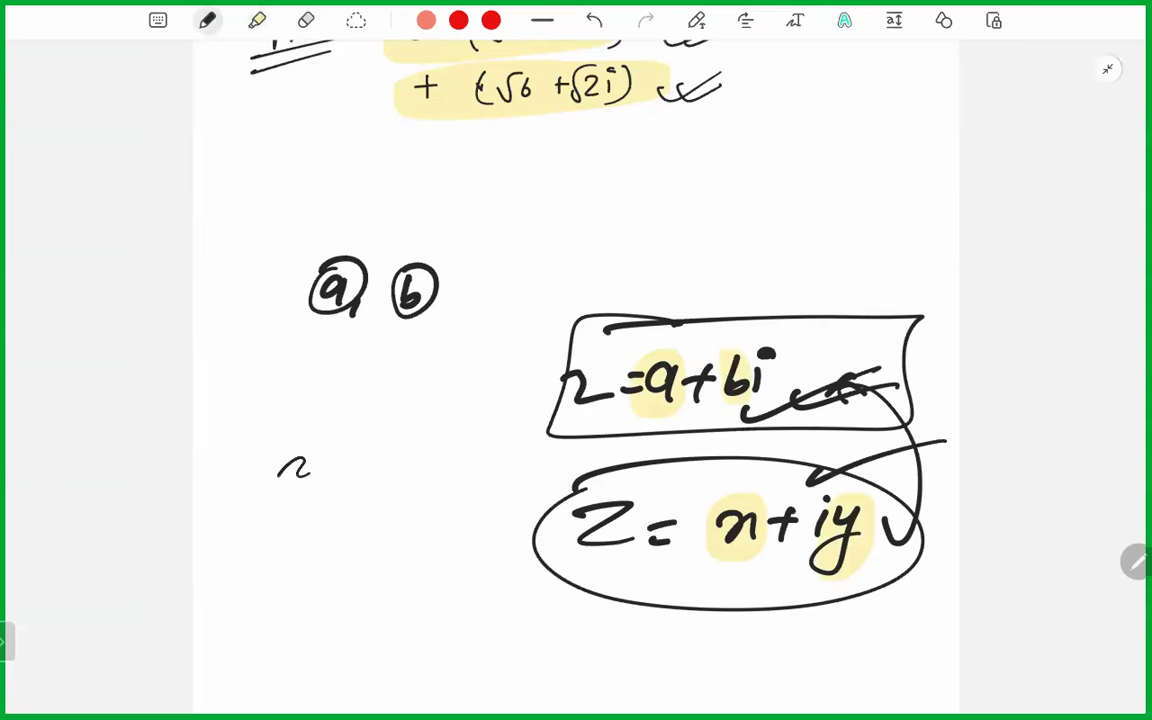 + (√6 + √2i)
a, b
z = a + bi
z = x + iy